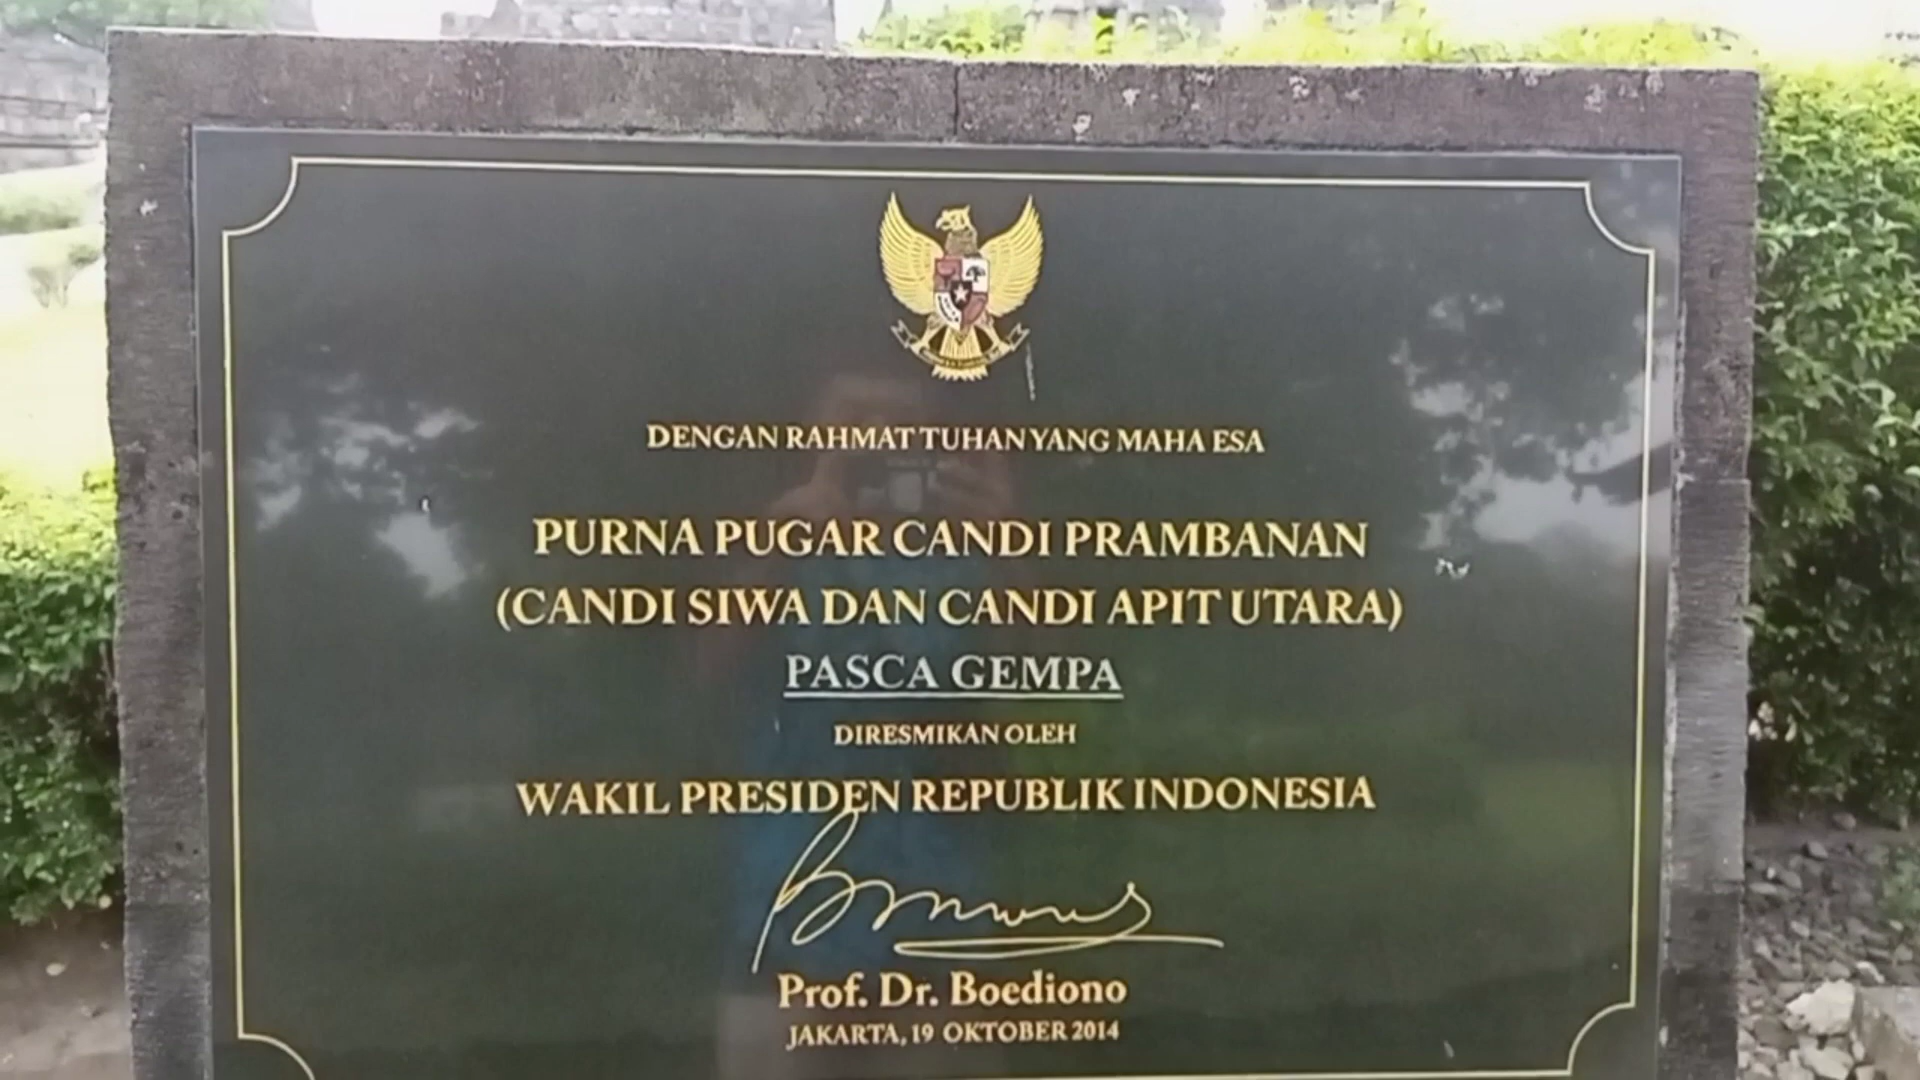 DENGAN RAHMAT TUHAN YANG MAHA ESA
PURNA PUGAR CANDI PRAMBANAN
(CANDI SIWA DAN CANDI APIT UTARA)
PASCA GEMPA
DIRESMIKAN OLEH
WAKIL PRESIDEN REPUBLIK INDONESIA
Prof. Dr. Boediono
JAKARTA, 19 OKTOBER 2014